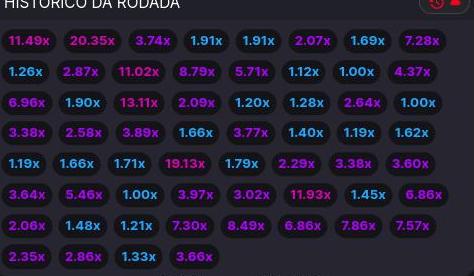 HISTÓRICO DA RODADA
11.49x 20.35x 3.74x 1.91x 1.91x 2.07x 1.69x 7.28x
1.26x 2.87x 11.02x 8.79x 5.71x 1.12x 1.00x 4.37x
6.96x 1.90x 13.11x 2.09x 1.20x 1.28x 2.64x 1.00x
3.38x 2.58x 3.89x 1.66x 3.77x 1.40x 1.19x 1.62x
1.19x 1.66x 1.71x 19.13x 1.79x 2.29x 3.38x 3.60x
3.64x 5.46x 1.00x 3.97x 3.02x 11.93x 1.45x 6.86x
2.06x 1.48x 1.21x 7.30x 8.49x 6.86x 7.86x 7.57x
2.35x 2.86x 1.33x 3.66x